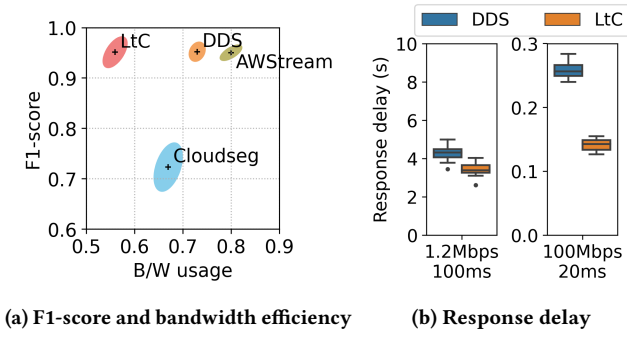 1.0
0.9
0.8
0.7
0.6
F1-score
LtC
DDS
AWStream
Cloudseg
0.5 0.6 0.7 0.8 0.9
B/W usage
(a) F1-score and bandwidth efficiency
DDS LtC
Response delay (s)
10
8
6
4
2
0
0.3
0.2
0.1
0.0
1.2Mbps
100ms
100Mbps
20ms
(b) Response delay